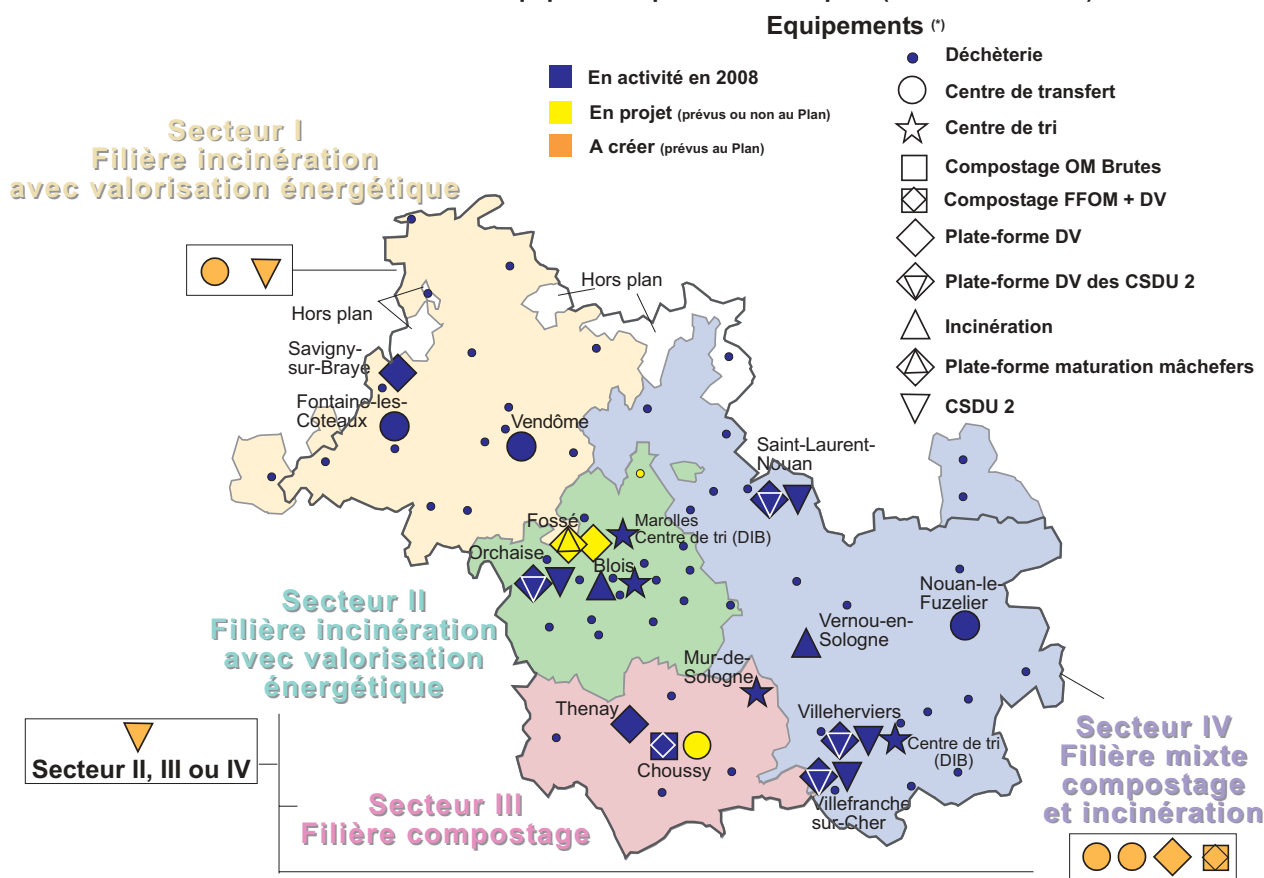 Equipements (*)
En activité en 2008
En projet (prévus ou non au Plan)
A créer (prévus au Plan)
Déchèterie
Centre de transfert
Centre de tri
Compostage OM Brutes
Compostage FFOM + DV
Plate-forme DV
Plate-forme DV des CSDU 2
Incinération
Plate-forme maturation mâchefers
CSDU 2
Secteur I
Filière incinération
avec valorisation énergétique
Hors plan
Hors plan
Savigny-
sur-Braye
Fontaine-les-
Coteaux
Vendôme
Saint-Laurent-
Nouan
Fossé
Marolles
Centre de tri (DIB)
Orchaise
Blois
Nouan-le-
Fuzelier
Vernou-en-
Sologne
Secteur II
Filière incinération
avec valorisation
énergétique
Mur-de-
Sologne
Thenay
Choussy
Villeherviers
Centre de tri
(DIB)
Villefranche
sur-Cher
Secteur II, III ou IV
Secteur III
Filière compostage
Secteur IV
Filière mixte
compostage
et incinération